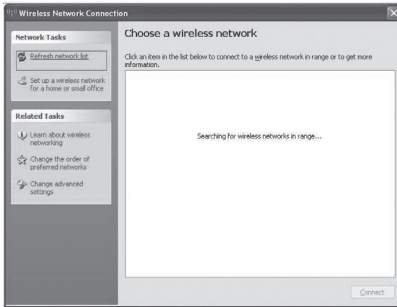 Wireless Network Connection
Network Tasks
Refresh network list
Set up a wireless network
for a home or small office
Related Tasks
Learn about wireless
networking
Change the order of
preferred networks
Change advanced
settings
Choose a wireless network
Click an item in the list below to connect to a wireless network in range or to get more
information.
Searching for wireless networks in range...
Connect